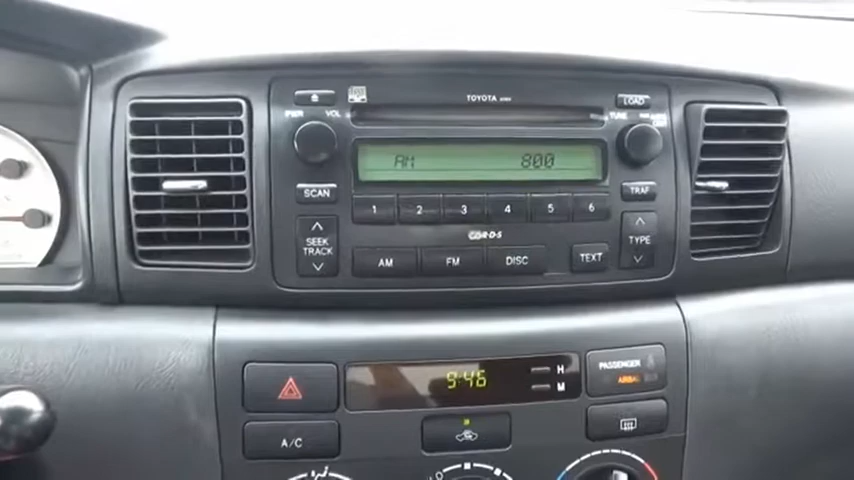 TOYOTA
LOAD
PWR
VOL
TUNE
AM 800
SCAN
TRAF
1 2 3 4 5 6
SEEK
TRACK
TYPE
R·D·S
AM FM DISC TEXT
9:46
H
M
PASSENGER
AIRBAG
A/C